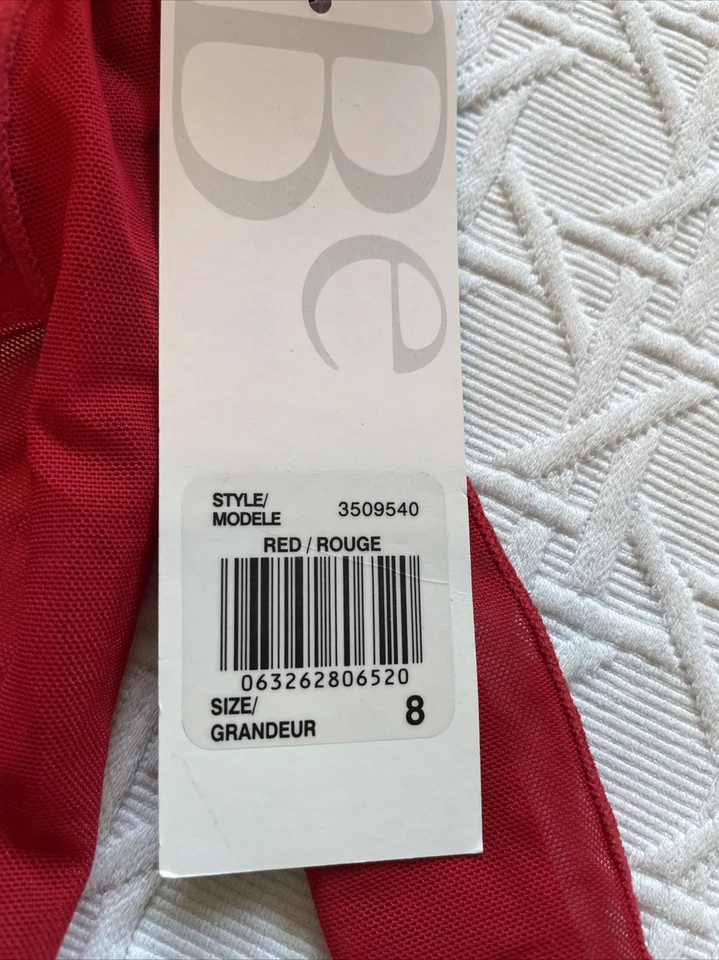 Be
STYLE/
MODELE 3509540
RED / ROUGE
063262806520
SIZE/
GRANDEUR 8